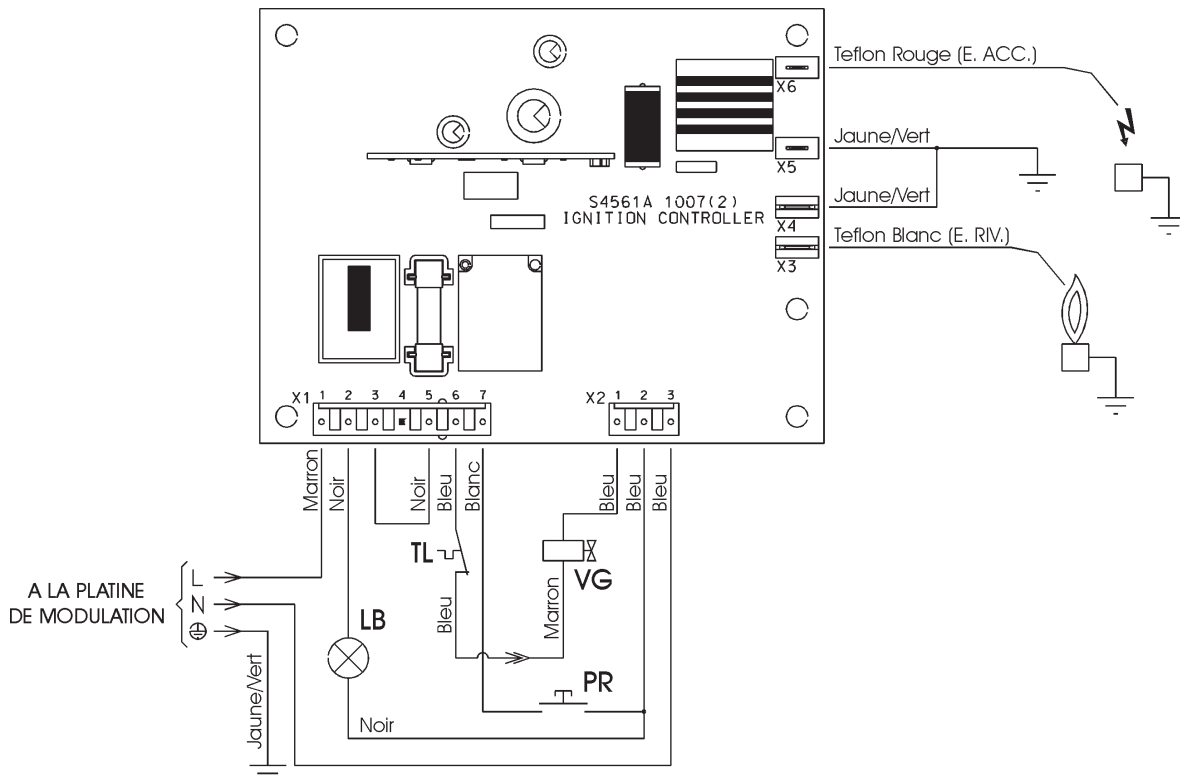 Teflon Rouge (E. ACC.)
X6
Jaune/Vert
X5
S4561A 1007(2)
IGNITION CONTROLLER
Jaune/Vert
X4
Teflon Blanc (E. RIV.)
X3
X1 1 2 3 4 5 6 7
X2 1 2 3
Marron
Noir
Noir
Bleu
Blanc
Bleu
Bleu
Bleu
TL
VG
A LA PLATINE
DE MODULATION
L
N
LB
Bleu
Marron
PR
Jaune/Vert
Noir